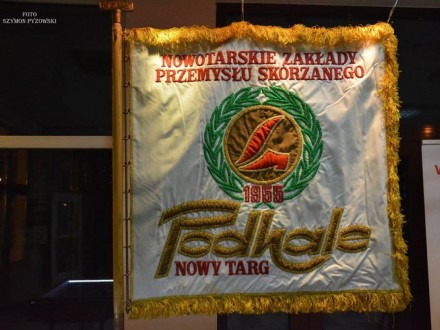 FOTO
SZYMON PYZOWSKI
NOWOTARSKIE ZAKŁADY
PRZEMYSŁU SKÓRZANEGO
1955
Podhale
NOWY TARG